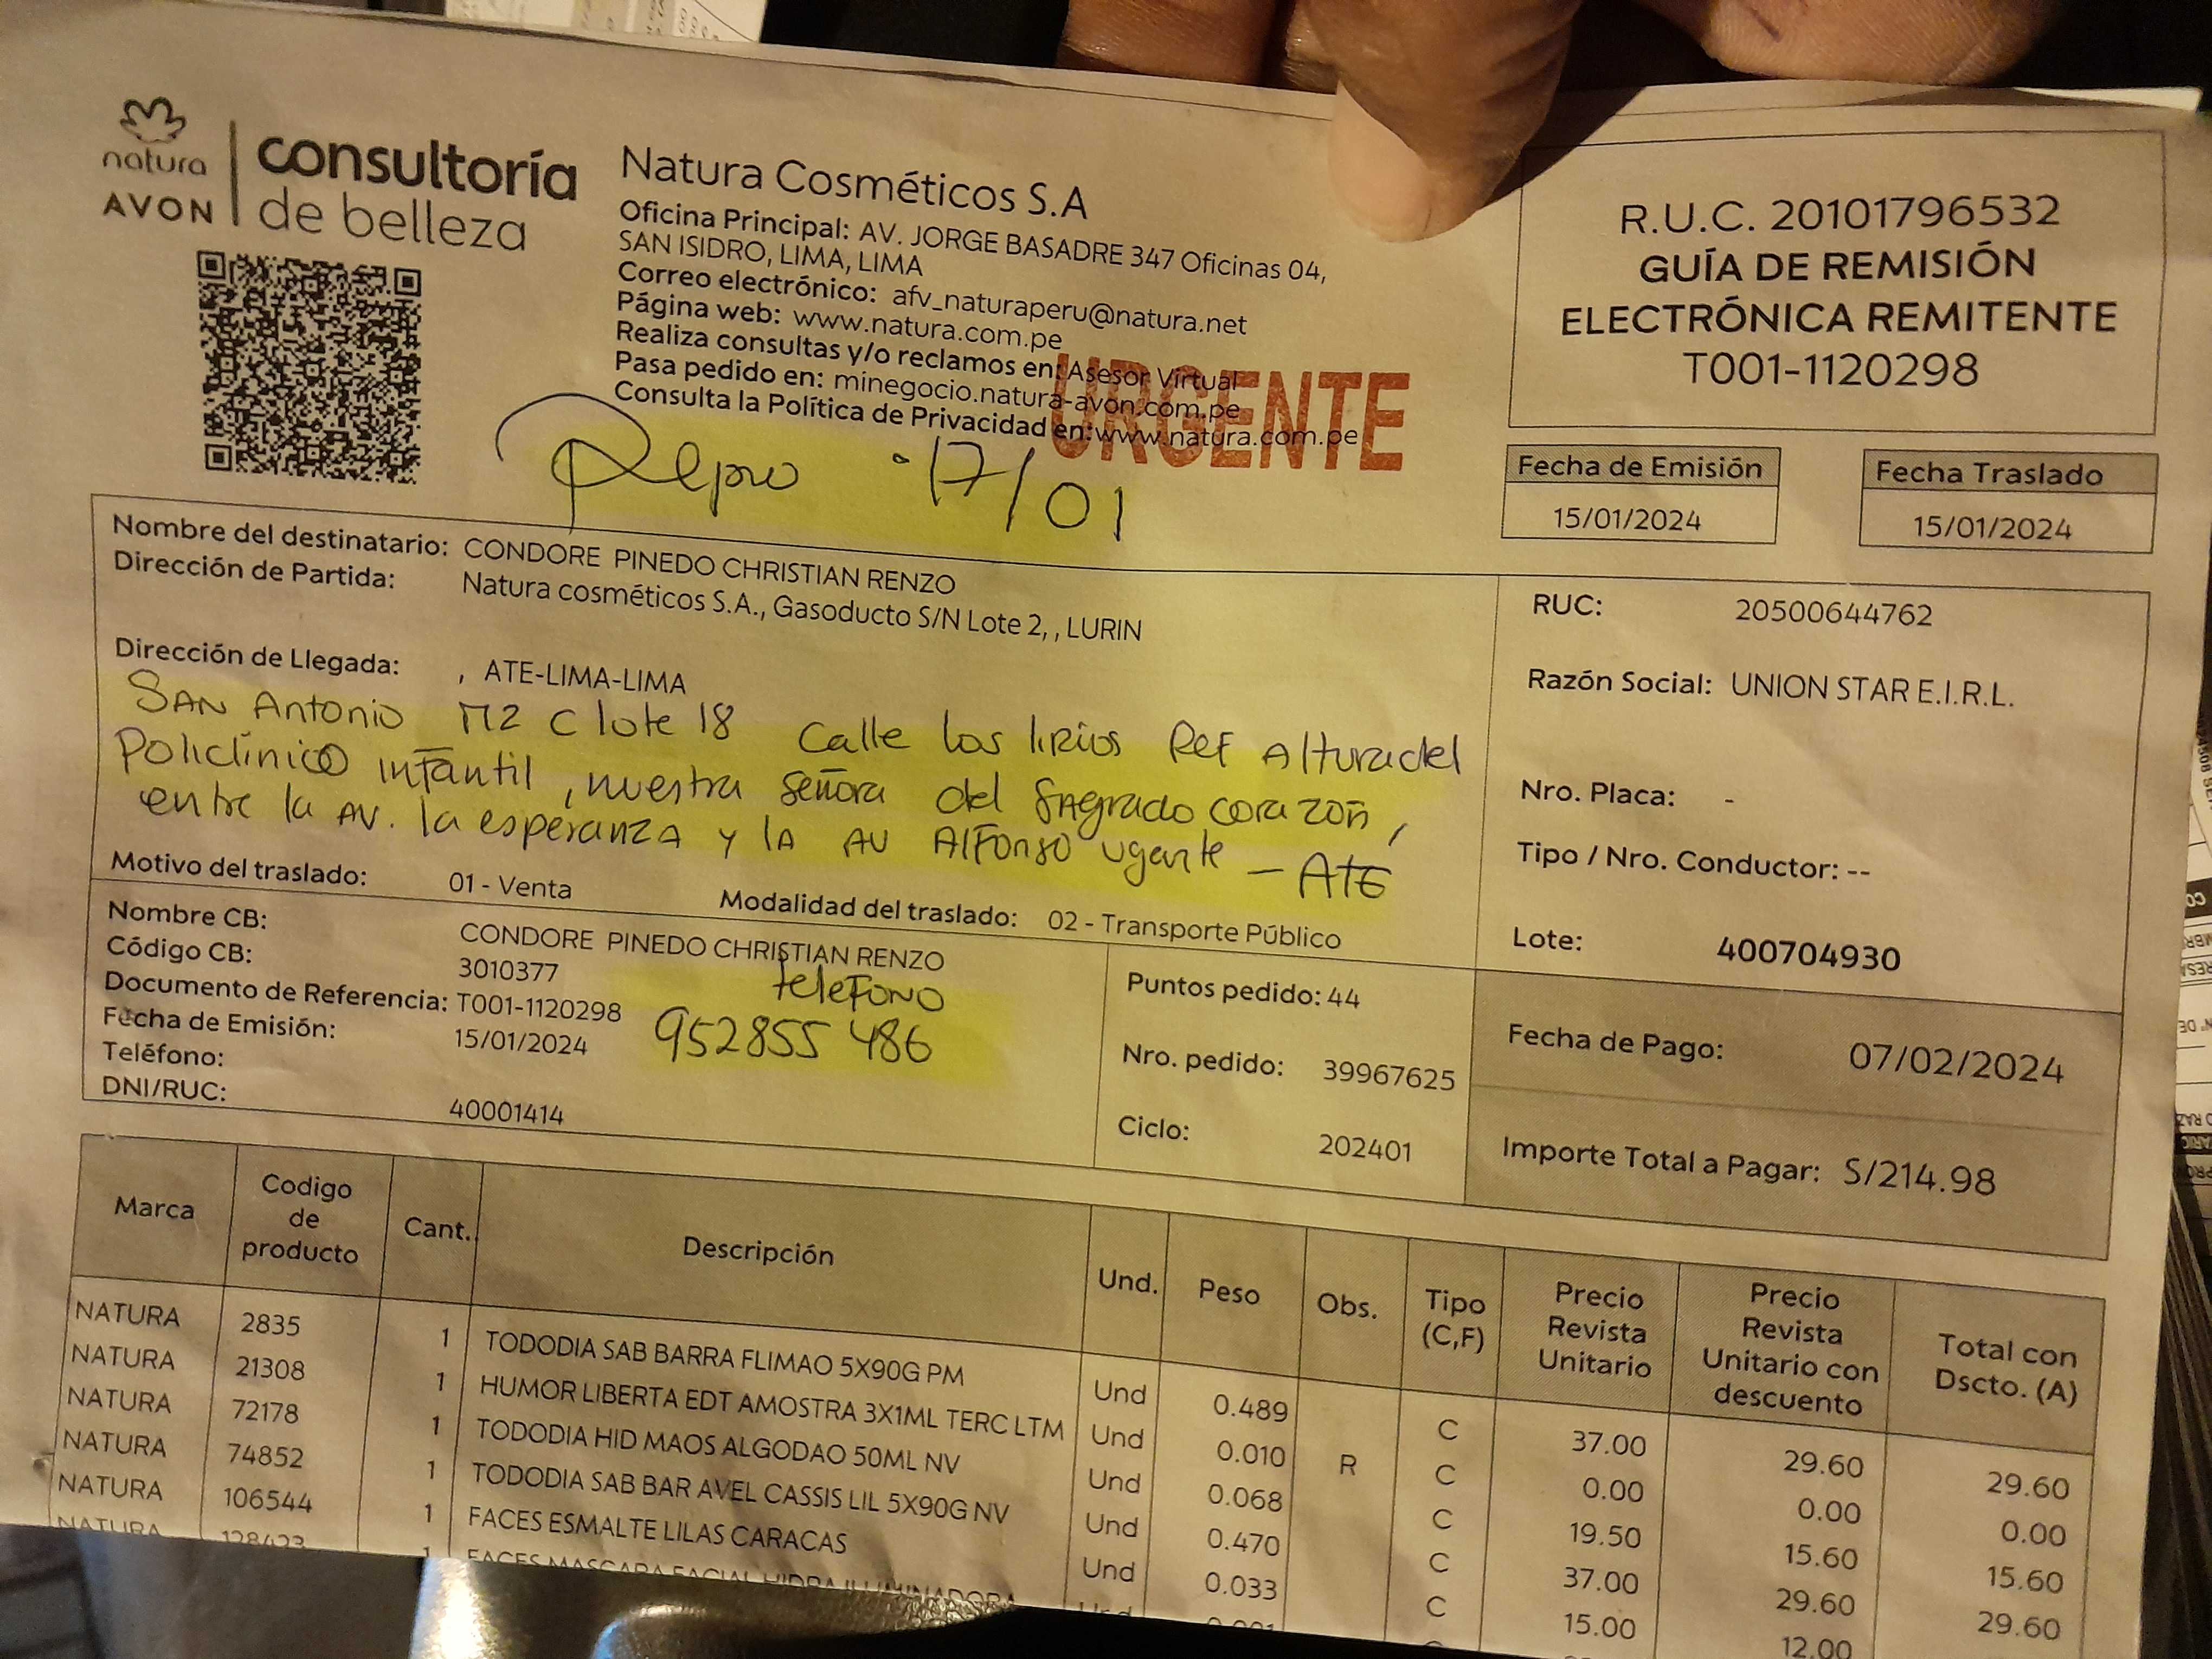 natura
AVON
consultoría
de belleza
Natura Cosméticos S.A
Oficina Principal: AV. JORGE BASADRE 347 Oficinas 04,
SAN ISIDRO, LIMA, LIMA
Correo electrónico: afv_naturaperu@natura.net
Página web: www.natura.com.pe
Realiza consultas y/o reclamos en: Asesor Virtual
Pasa pedido en: minegocio.natura-avon.com.pe
Consulta la Política de Privacidad en:www.natura.com.pe
URGENTE
R.U.C. 20101796532
GUÍA DE REMISIÓN
ELECTRÓNICA REMITENTE
T001-1120298
Repro 17/01
Fecha de Emisión
15/01/2024
Fecha Traslado
15/01/2024
Nombre del destinatario: CONDORE PINEDO CHRISTIAN RENZO
Dirección de Partida: Natura cosméticos S.A., Gasoducto S/N Lote 2, , LURIN
Dirección de Llegada: , ATE-LIMA-LIMA
SAN Antonio MZ C lote 18 Calle los lirios REF Altura del
Policlínico infantil, nuestra señora del Sagrado corazón,
entre la AV. la esperanza y la AV Alfonso ugarte - ATE
Motivo del traslado: 01 - Venta Modalidad del traslado: 02 - Transporte Público
RUC: 20500644762
Razón Social: UNION STAR E.I.R.L.
Nro. Placa: -
Tipo / Nro. Conductor: --
Lote: 400704930
Nombre CB: CONDORE PINEDO CHRISTIAN RENZO
Código CB: 3010377
Documento de Referencia: T001-1120298
Fecha de Emisión: 15/01/2024
Teléfono:
DNI/RUC: 40001414
teleFONO
952855 486
Puntos pedido: 44
Nro. pedido: 39967625
Ciclo: 202401
Fecha de Pago: 07/02/2024
Importe Total a Pagar: S/214.98
Marca Codigo de producto Cant. Descripción Und. Peso Obs. Tipo (C,F) Precio Revista Unitario Precio Revista Unitario con descuento Total con Dscto. (A)
NATURA 2835 1 TODODIA SAB BARRA FLIMAO 5X90G PM Und 0.489 C 37.00 29.60 29.60
NATURA 21308 1 HUMOR LIBERTA EDT AMOSTRA 3X1ML TERC LTM Und 0.010 R C 0.00 0.00 0.00
NATURA 72178 1 TODODIA HID MAOS ALGODAO 50ML NV Und 0.068 C 19.50 15.60 15.60
NATURA 74852 1 TODODIA SAB BAR AVEL CASSIS LIL 5X90G NV Und 0.470 C 37.00 29.60 29.60
NATURA 106544 1 FACES ESMALTE LILAS CARACAS Und 0.033 C 15.00 12.00
NATURA 128423 1 FACES MASCARA FACIAL HIDRA ILUMINADORA Und